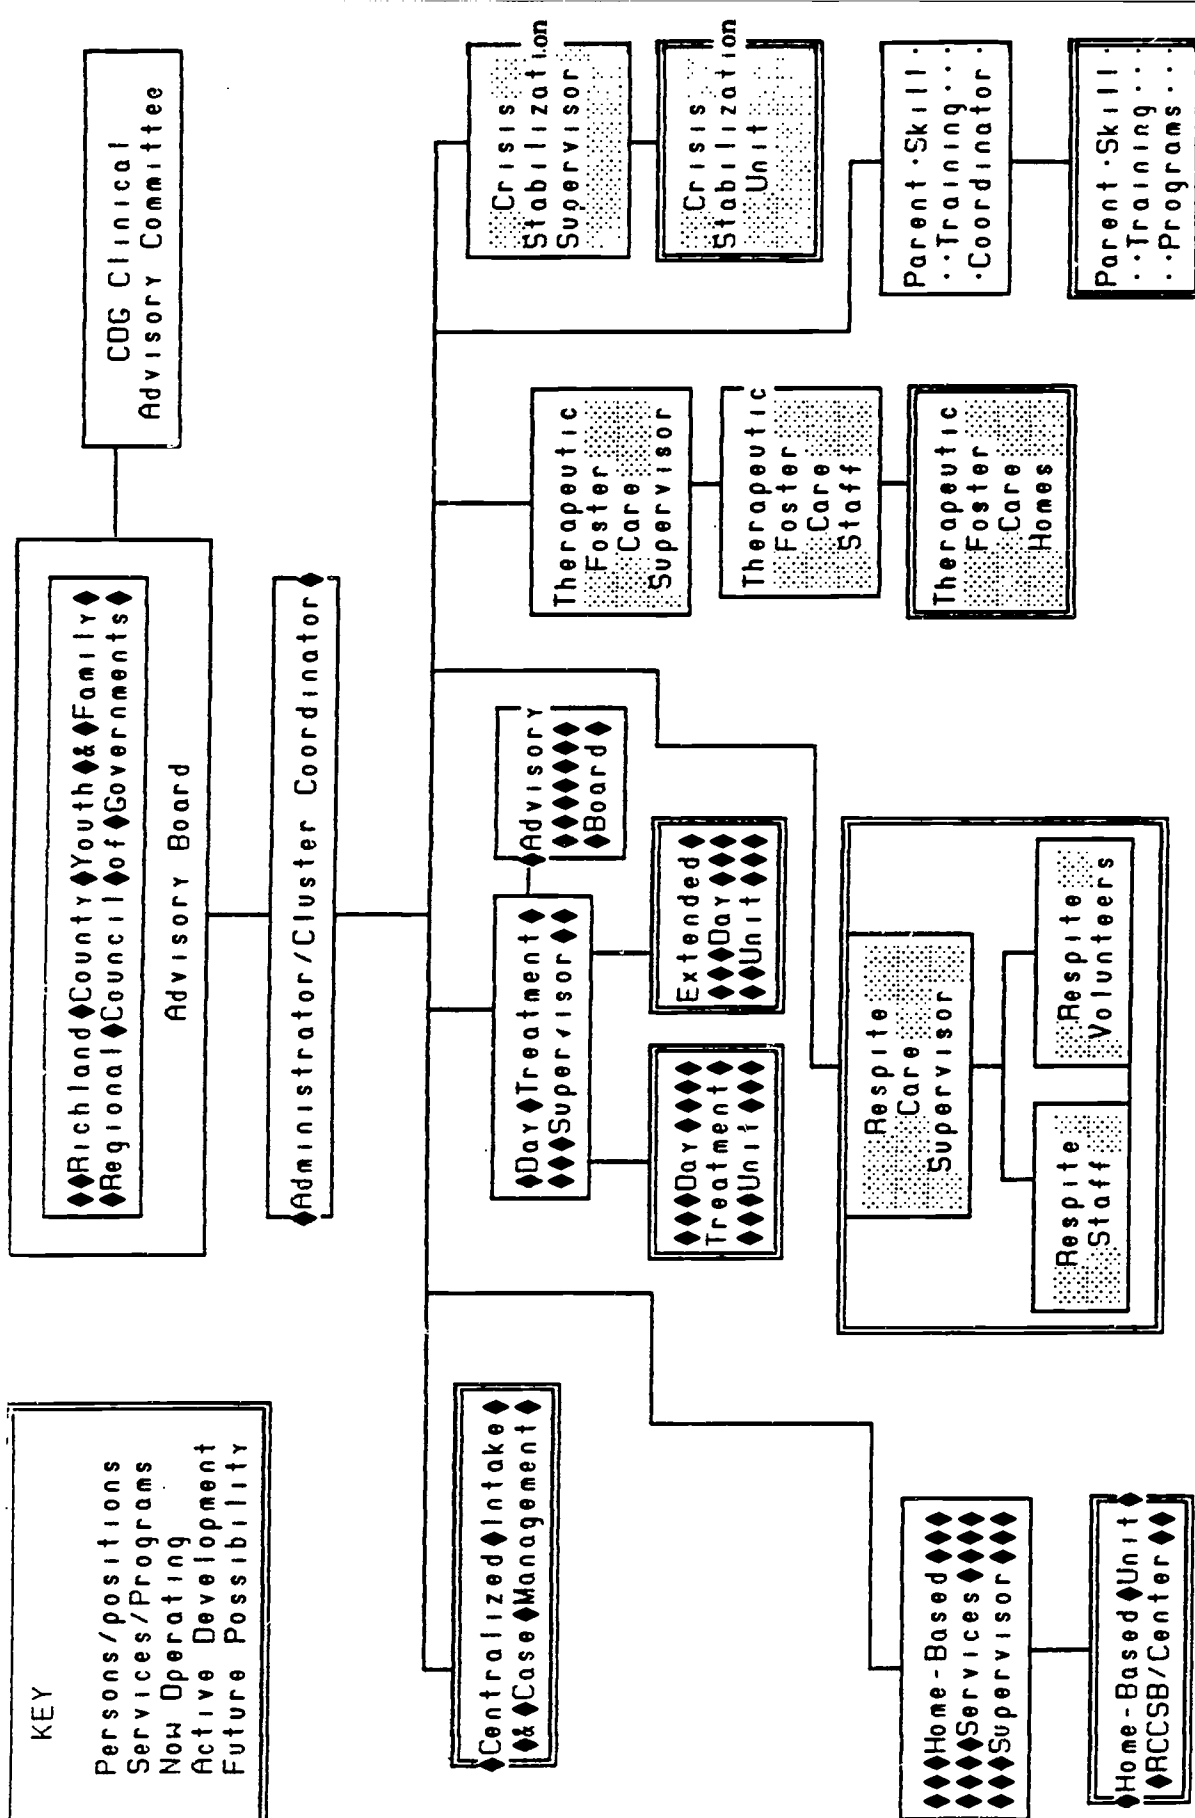 KEY
Persons/positions
Services/Programs
Now Operating
Active Development
Future Possibility
♦♦Richland♦County♦Youth♦&♦Family♦
♦Regional♦Council♦of♦Governments♦
Advisory Board
CDG Clinical
Advisory Committee
♦Administrator/Cluster Coordinator♦
♦Centralized♦Intake♦
♦&♦Case♦Management♦
♦♦♦Home-Based♦♦♦
♦♦♦Services♦♦♦♦
♦♦♦Supervisor♦♦♦
♦Home-Based♦Unit♦
♦RCCSB/Center♦♦
♦Day♦Treatment♦
♦♦♦Supervisor♦♦
♦Advisory
♦♦♦♦♦♦♦
♦Board♦
♦♦♦Day♦♦♦♦
Treatment♦
♦♦♦Unit♦♦♦
Extended♦
♦♦♦Day♦♦♦
♦♦Unit♦♦♦
Respite
Care
Supervisor
Respite
Staff
Respite
Volunteers
Therapeutic
Foster
Care
Supervisor
Therapeutic
Foster
Care
Staff
Therapeutic
Foster
Care
Homes
Crisis
Stabilization
Supervisor
Crisis
Stabilization
Unit
Parent·Skill·
··Training···
·Coordinator
Parent·Skill·
··Training···
··Programs···